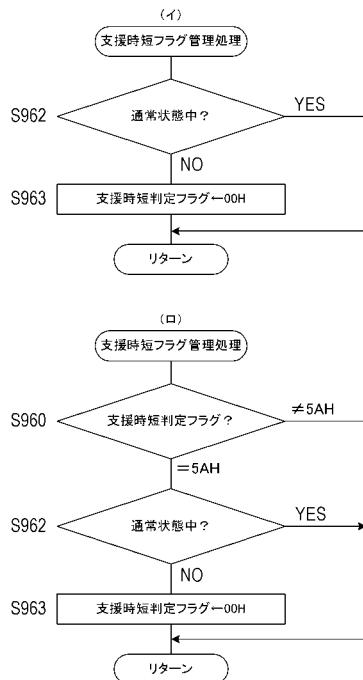 (イ)
支援時短フラグ管理処理
S962
通常状態中？
YES
NO
S963
支援時短判定フラグ←00H
リターン
(ロ)
支援時短フラグ管理処理
S960
支援時短判定フラグ？
≠5AH
＝5AH
S962
通常状態中？
YES
NO
S963
支援時短判定フラグ←00H
リターン